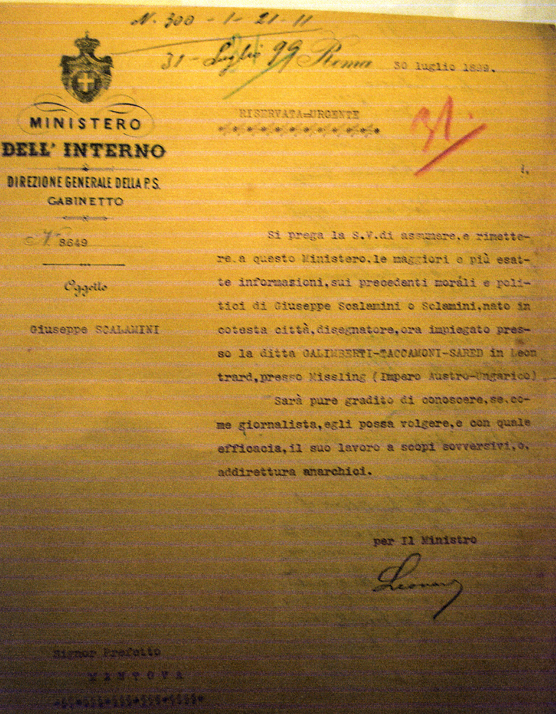 N. 300 - 1 - 21 - 11
31 - Luglio 99
Roma 30 luglio 1899.
MINISTERO
DELL' INTERNO
DIREZIONE GENERALE DELLA P.S.
GABINETTO
N° 8649
Oggetto
Giuseppe SCALAMINI
RISERVATA=URGENTE
31.
Si prega la S.V.di assumare,e rimette-
re,a questo Ministero,le maggiori e più esat-
te informazioni,sui precedenti morali e poli-
tici di Giuseppe Scalamini o Sclamini,nato in
cotesta città,disegnatore,ora impiegato pres-
so la ditta GALIMBERTI-TACCAMONI-SARED in Leon
trard,presso Missling (Impero Austro-Ungarico)
Sarà pure gradito di conoscere,se,co-
me giornalista,egli possa volgere,e con quale
efficacia,il suo lavoro a scopi sovversivi,o,
addirettura anarchici.
per Il Ministro
Signor Prefetto
MANTOVA